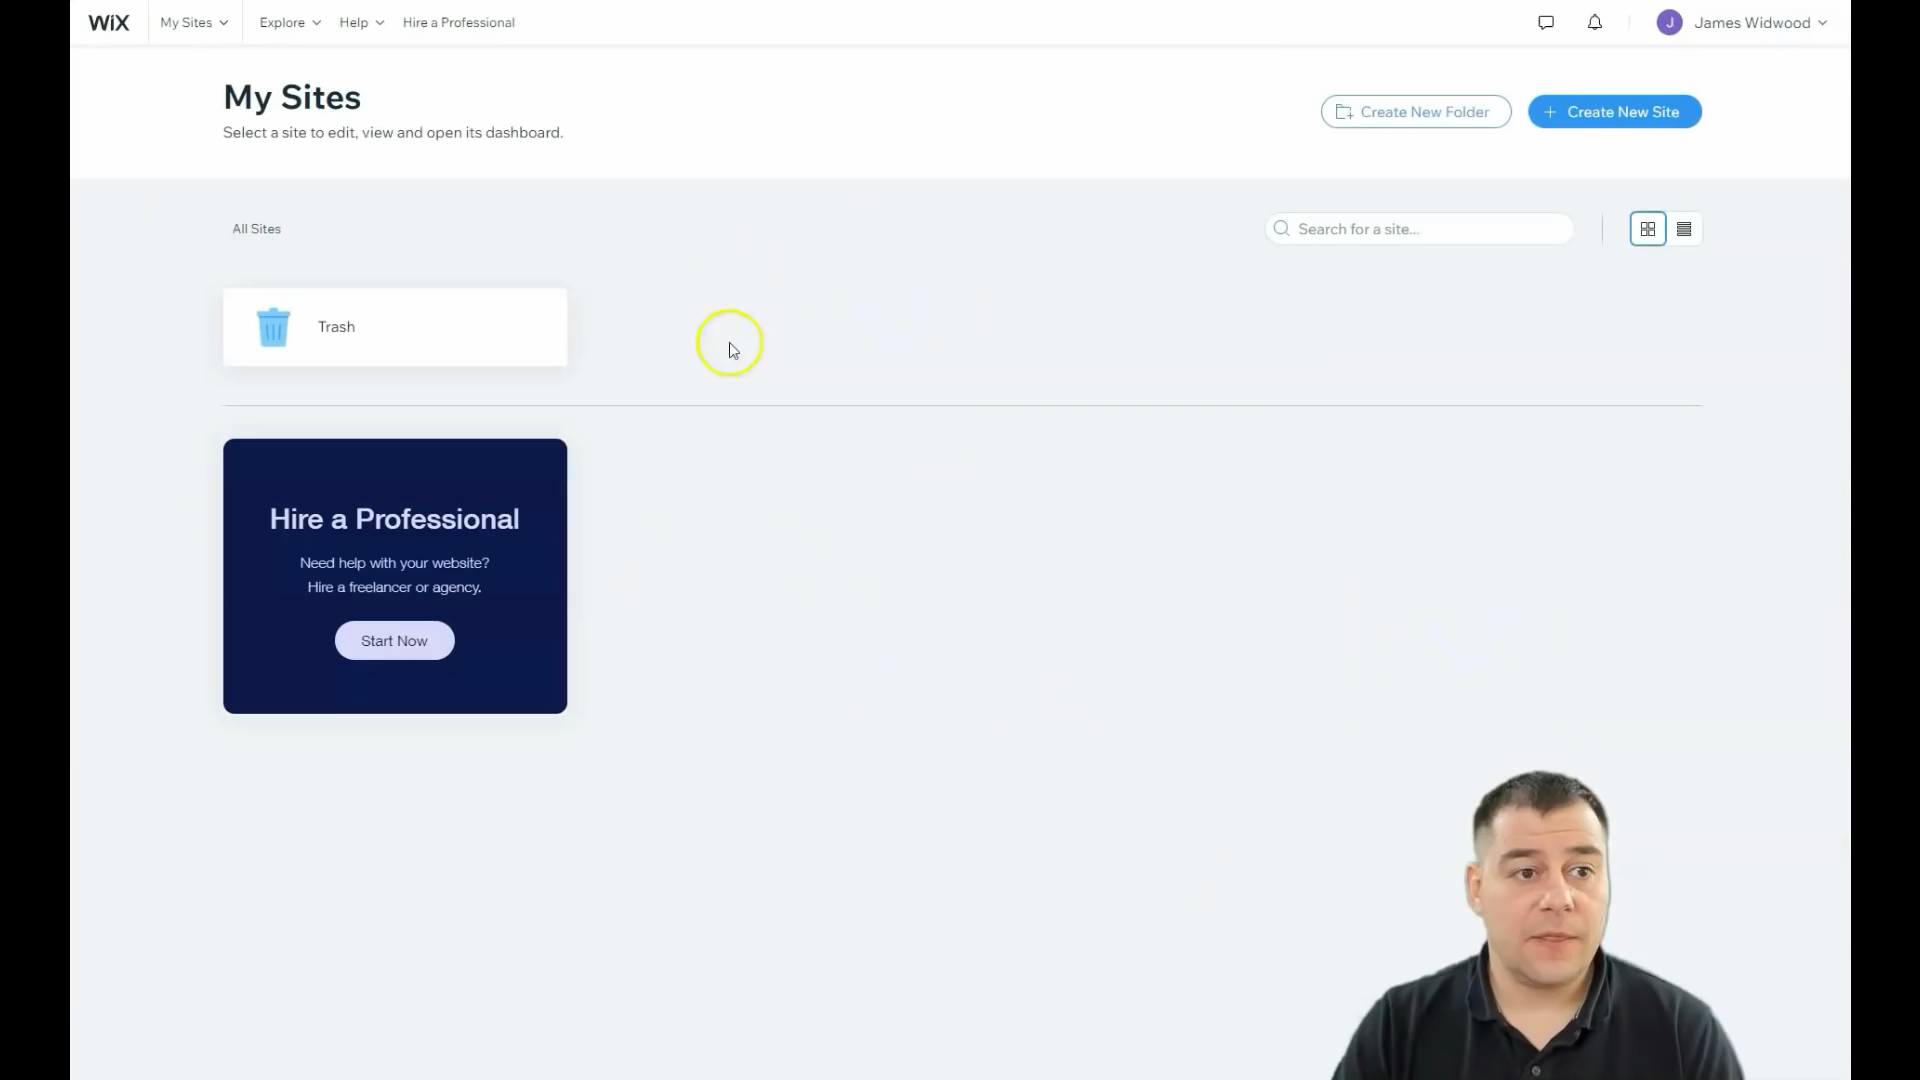 WiX
My Sites
Explore
Help
Hire a Professional
J
James Widwood
My Sites
Select a site to edit, view and open its dashboard.
Create New Folder
+ Create New Site
All Sites
Search for a site...
Trash
Hire a Professional
Need help with your website?
Hire a freelancer or agency.
Start Now